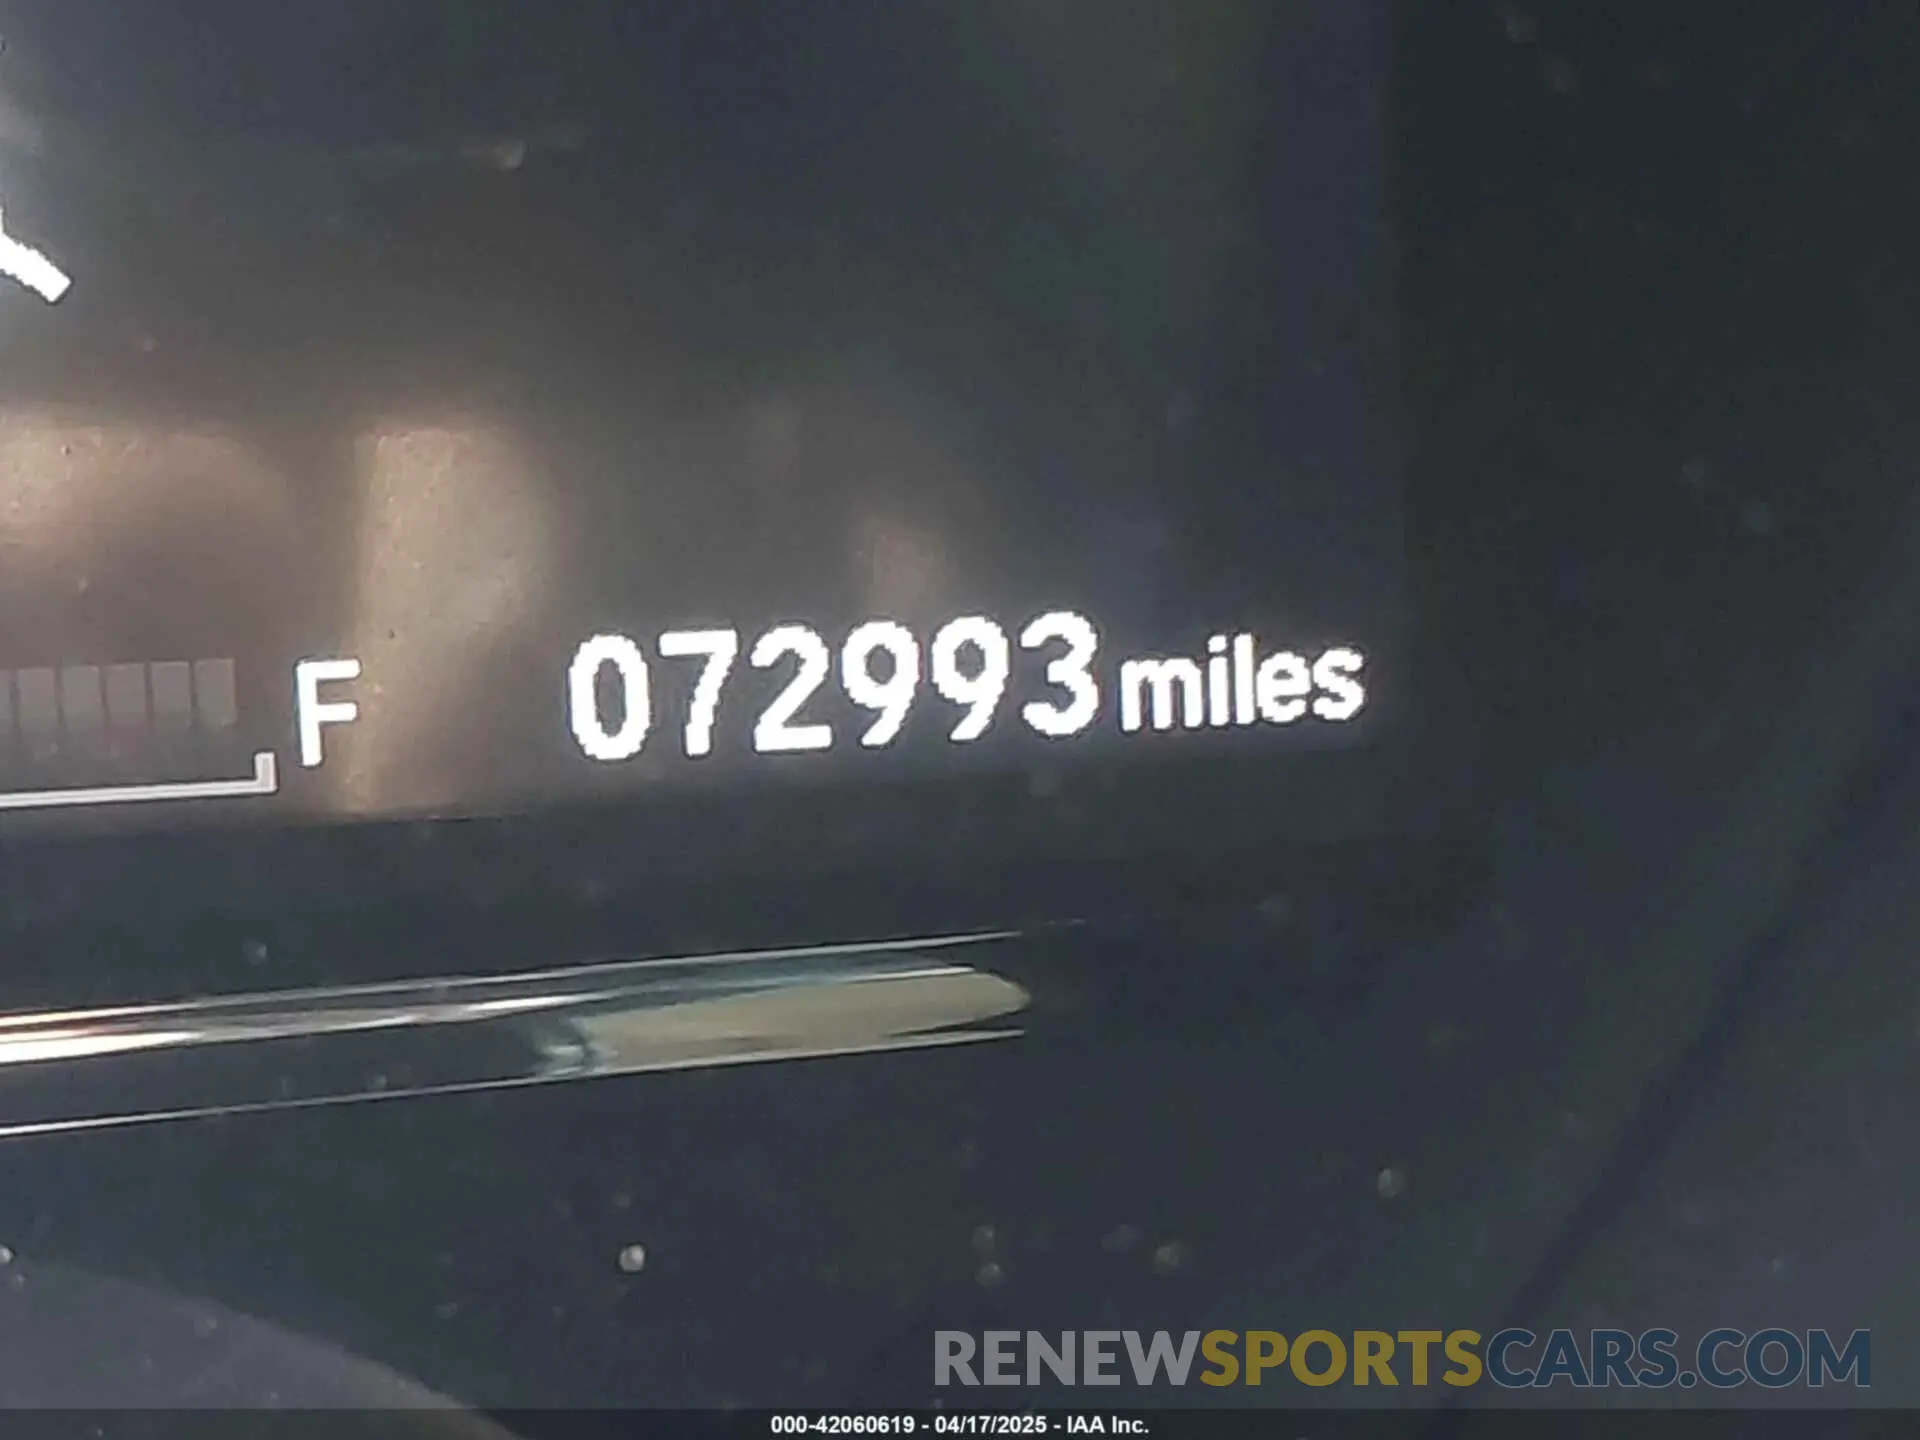 F 072993 miles
RENEWSPORTSCARS.COM
000-42060619 - 04/17/2025 - IAA Inc.